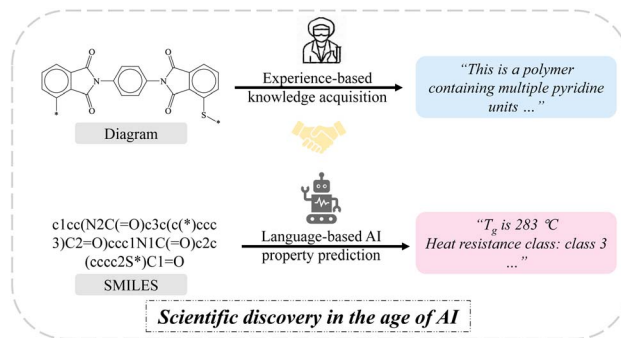 O
O
N
N
O
O
*
S
*
Diagram
Experience-based
knowledge acquisition
“This is a polymer
containing multiple pyridine
units …”
c1cc(N2C(=O)c3c(c(*)ccc
3)C2=O)ccc1N1C(=O)c2c
(cccc2S*)C1=O
SMILES
Language-based AI
property prediction
“Tg is 283 ℃
Heat resistance class: class 3
…”
Scientific discovery in the age of AI